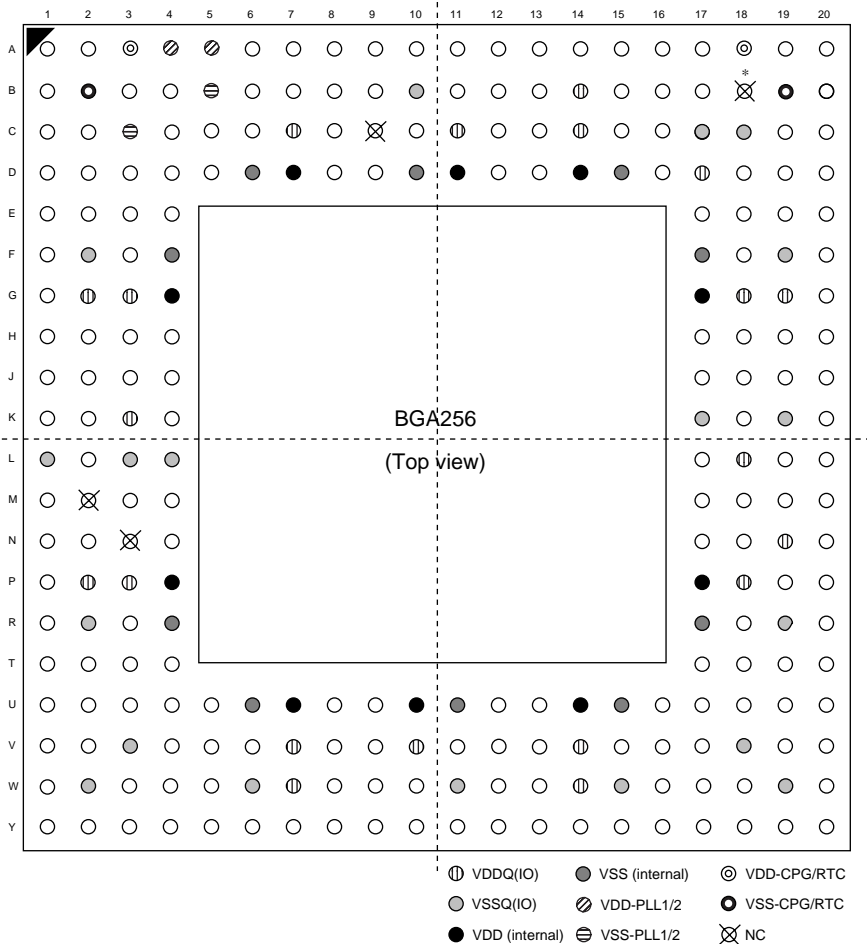 1 2 3 4 5 6 7 8 9 10 11 12 13 14 15 16 17 18 19 20
A
*
B
C
D
E
F
G
H
J
K
BGA256
L
(Top view)
M
N
P
R
T
U
V
W
Y
VDDQ(IO) VSS (internal) VDD-CPG/RTC
VSSQ(IO) VDD-PLL1/2 VSS-CPG/RTC
VDD (internal) VSS-PLL1/2 NC